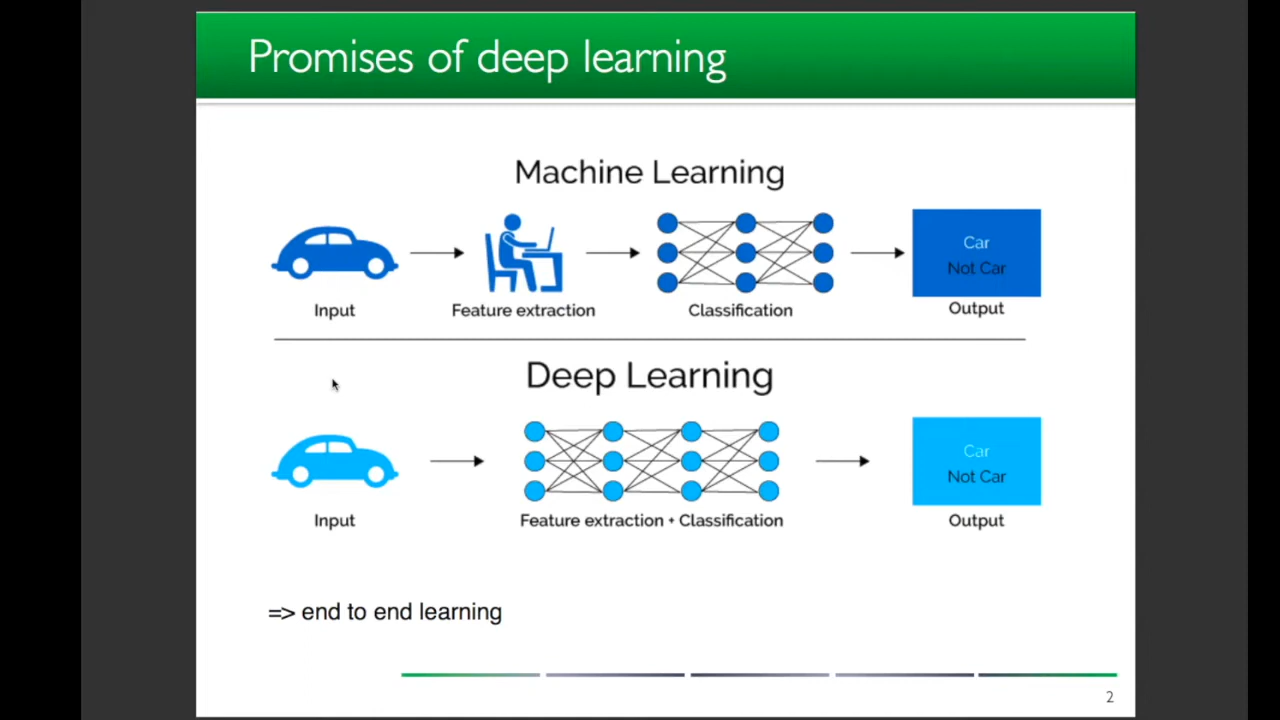 Promises of deep learning
Machine Learning
Car
Not Car
Input
Feature extraction
Classification
Output
Deep Learning
Car
Not Car
Input
Feature extraction + Classification
Output
=> end to end learning
2